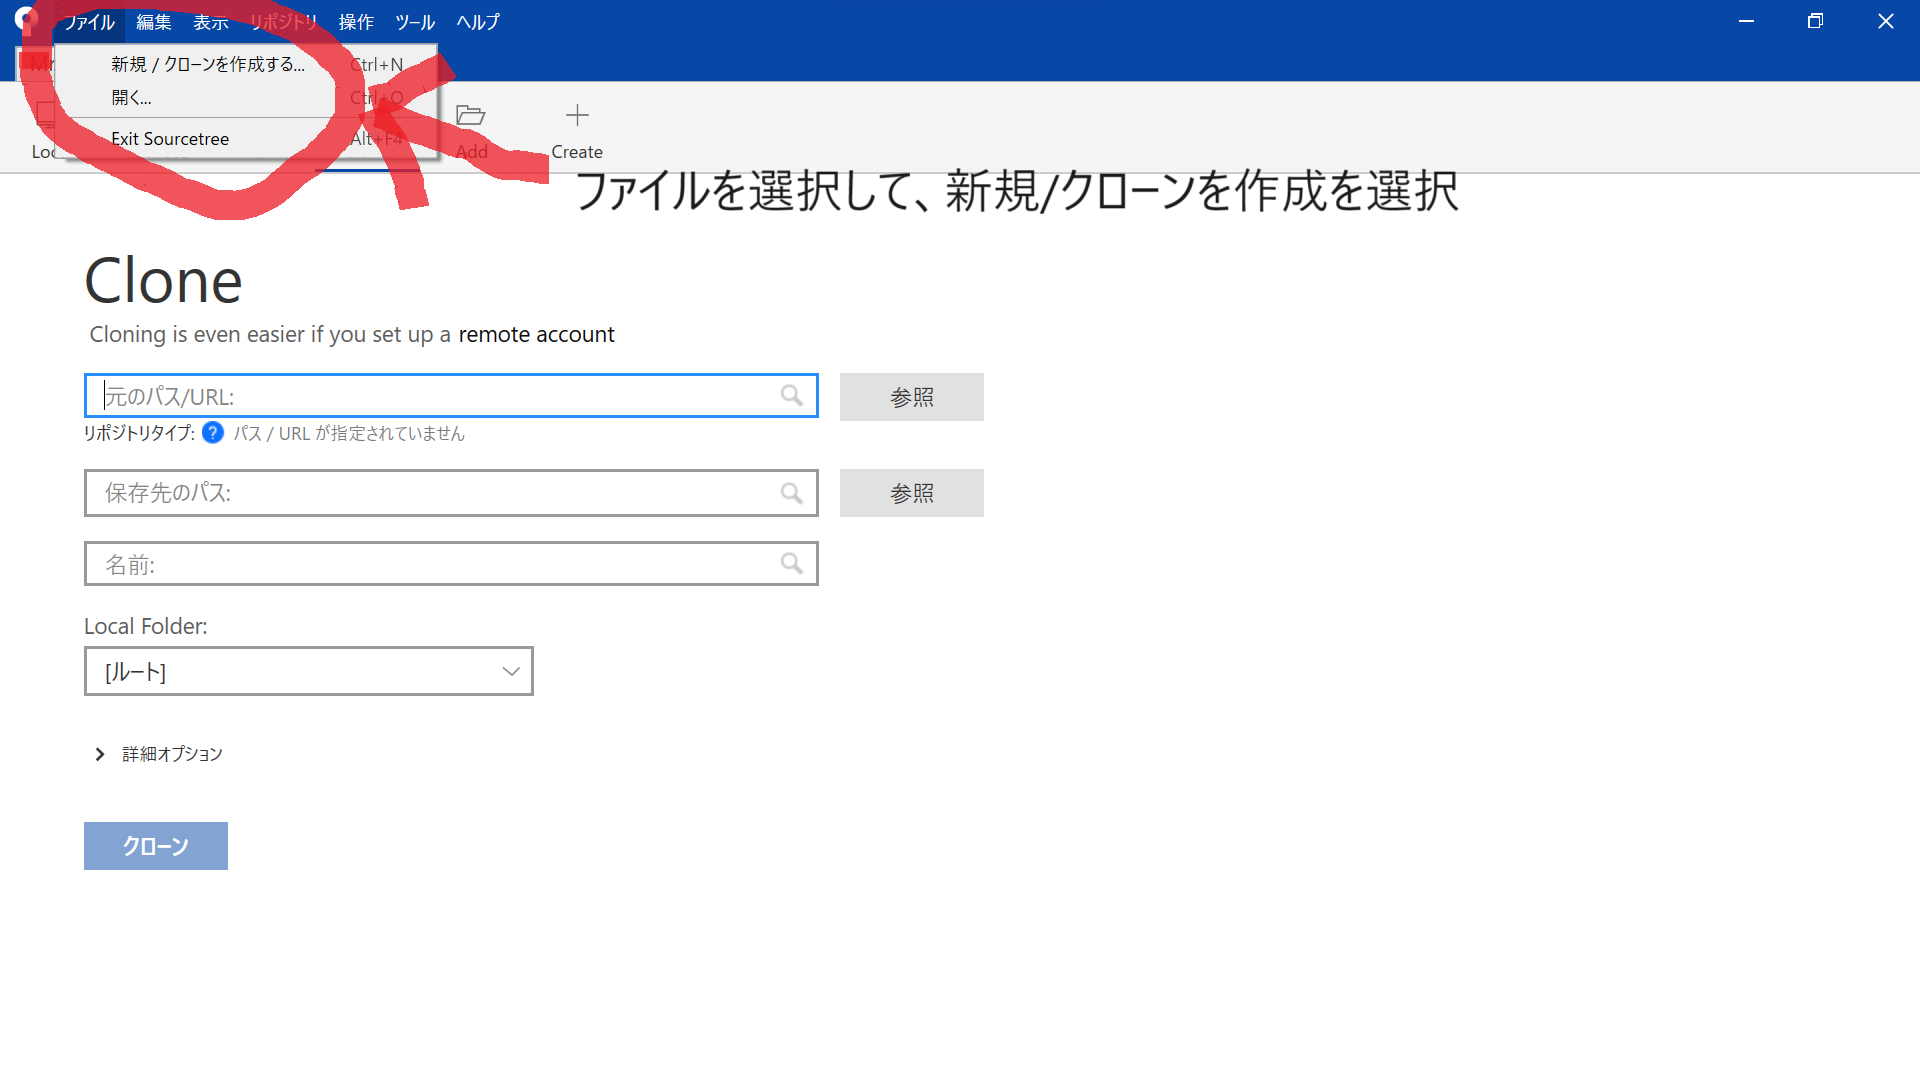 ファイル 編集 表示 リポジトリ 操作 ツール ヘルプ
新規 / クローンを作成する... Ctrl+N
開く... Ctrl+O
Exit Sourcetree Alt+F4
Add
Create
ファイルを選択して、新規/クローンを作成を選択
Clone
Cloning is even easier if you set up a remote account
元のパス/URL:
参照
リポジトリタイプ: ? パス / URL が指定されていません
保存先のパス:
参照
名前:
Local Folder:
[ルート]
詳細オプション
クローン